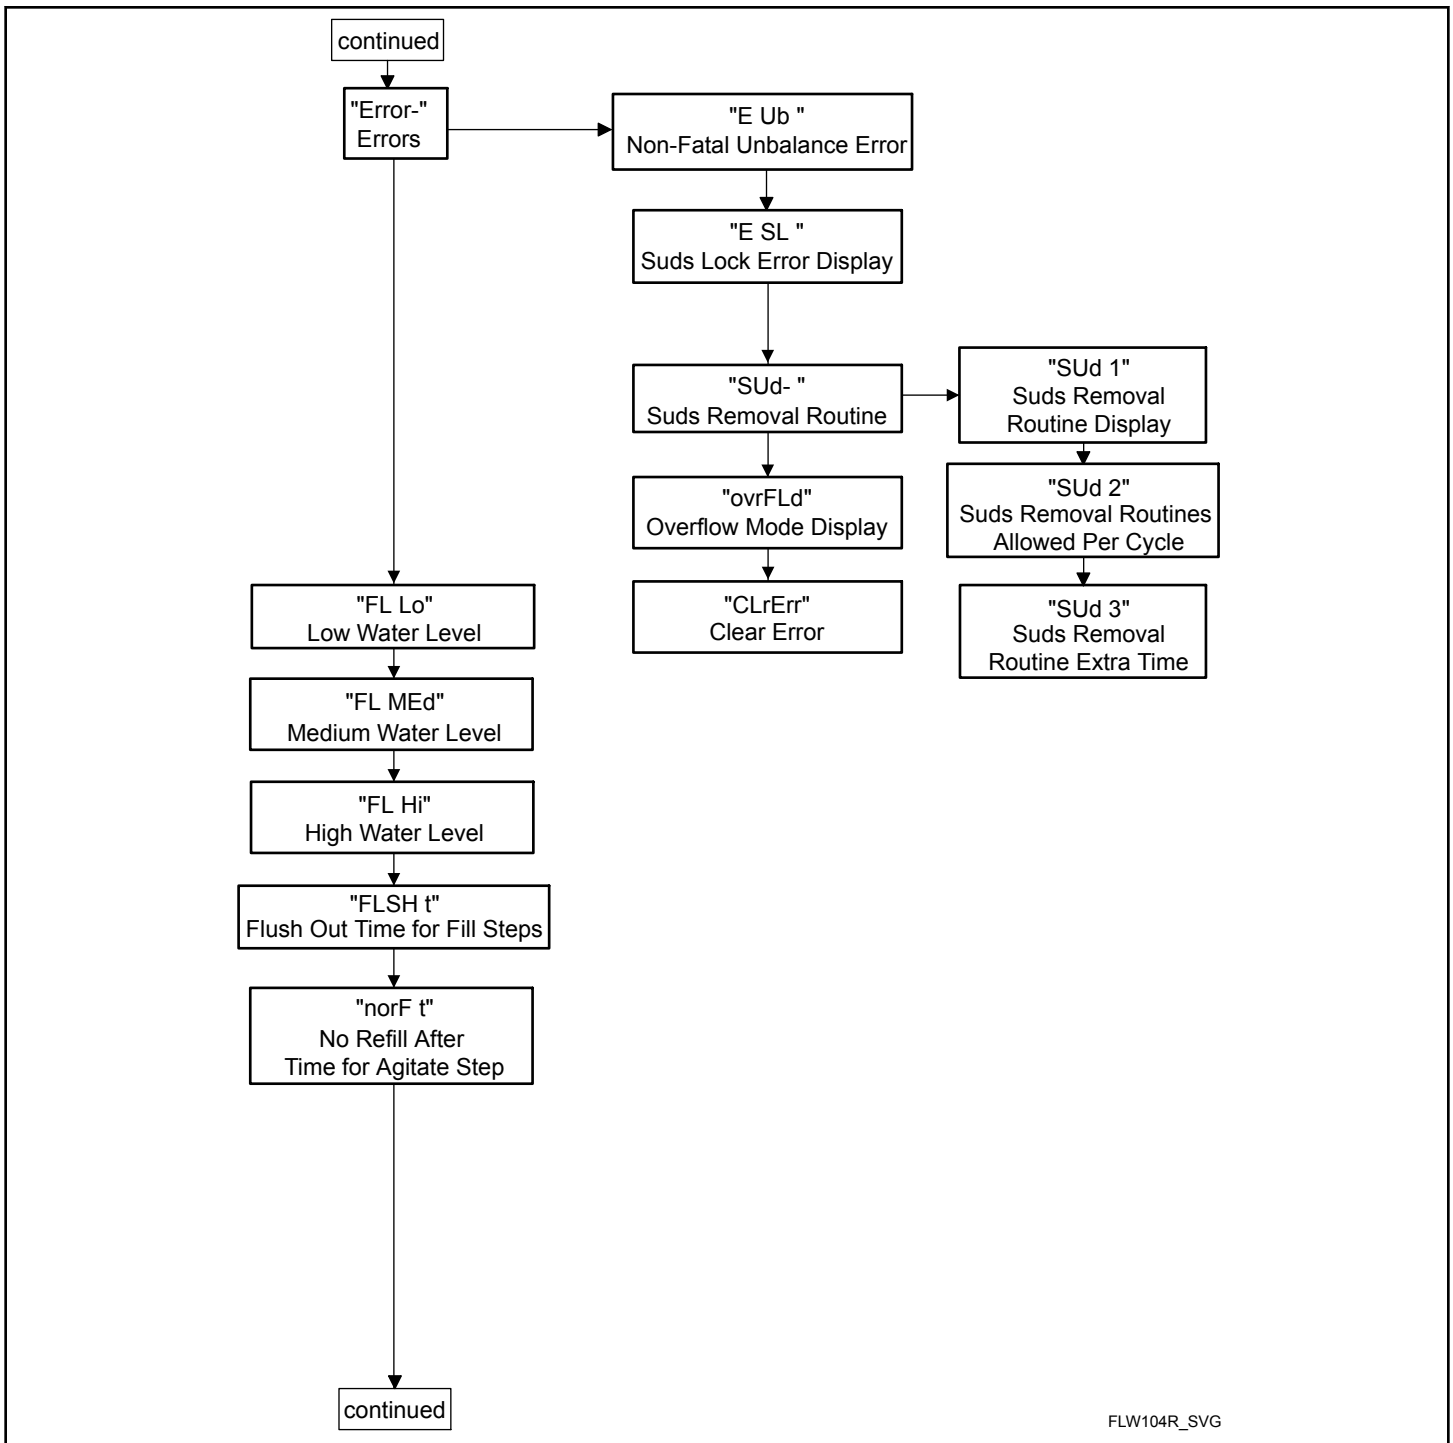 continued
"Error-"
Errors
"E Ub "
Non-Fatal Unbalance Error
"E SL "
Suds Lock Error Display
"SUd- "
Suds Removal Routine
"SUd 1"
Suds Removal
Routine Display
"SUd 2"
Suds Removal Routines
Allowed Per Cycle
"SUd 3"
Suds Removal
Routine Extra Time
"ovrFLd"
Overflow Mode Display
"CLrErr"
Clear Error
"FL Lo"
Low Water Level
"FL MEd"
Medium Water Level
"FL Hi"
High Water Level
"FLSH t"
Flush Out Time for Fill Steps
"norF t"
No Refill After
Time for Agitate Step
continued
FLW104R_SVG